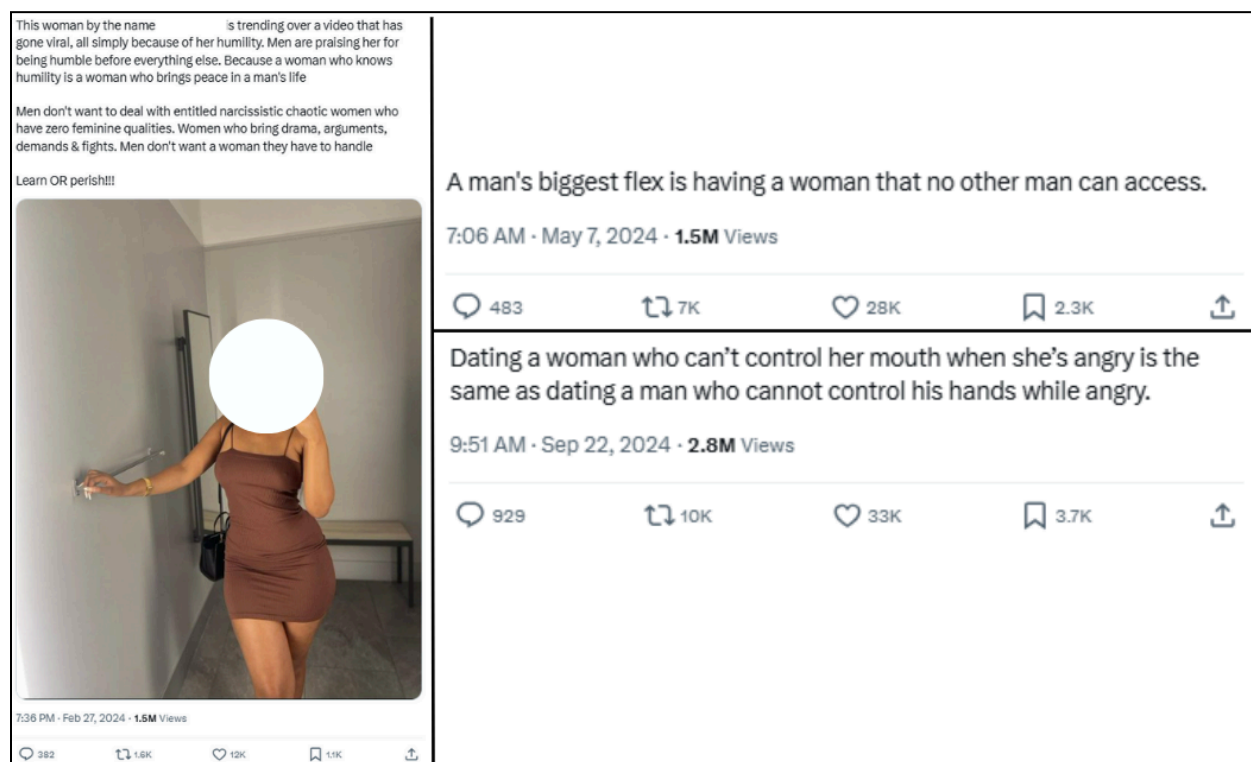 This woman by the name is trending over a video that has
gone viral, all simply because of her humility. Men are praising her for
being humble before everything else. Because a woman who knows
humility is a woman who brings peace in a man's life
Men don't want to deal with entitled narcissistic chaotic women who
have zero feminine qualities. Women who bring drama, arguments,
demands & fights. Men don't want a woman they have to handle
Learn OR perish!!!
7:36 PM · Feb 27, 2024 · 1.5M Views
382 1.6K 12K 1.1K
A man's biggest flex is having a woman that no other man can access.
7:06 AM · May 7, 2024 · 1.5M Views
483 7K 28K 2.3K
Dating a woman who can’t control her mouth when she’s angry is the
same as dating a man who cannot control his hands while angry.
9:51 AM · Sep 22, 2024 · 2.8M Views
929 10K 33K 3.7K